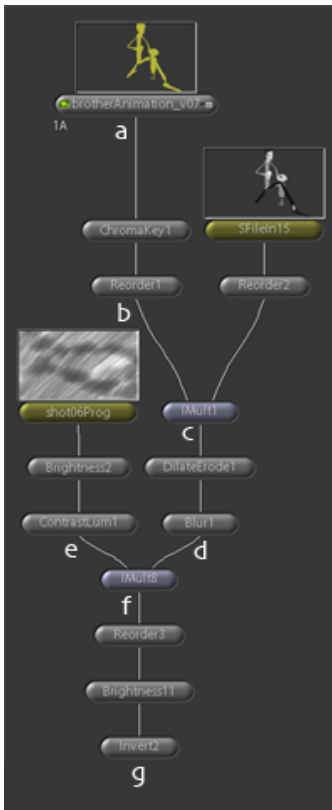 brotherAnimation_v07
1A
a
ChromaKey1
SFileIn15
Reorder1
Reorder2
b
shot06Prog
IMult1
c
Brightness2
DilateErode1
ContrastLum1
Blur1
e
d
IMult8
f
Reorder3
Brightness11
Invert2
g